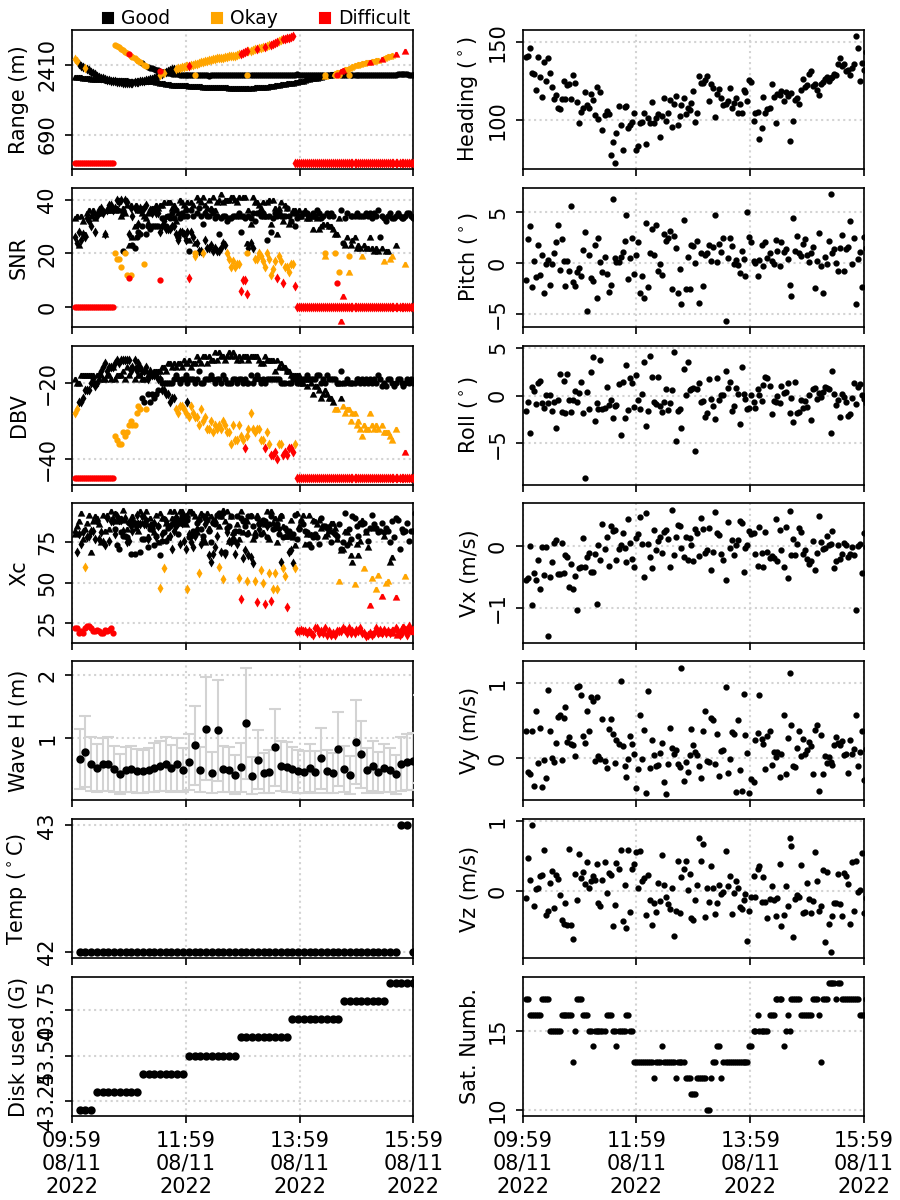 Good Okay Difficult
Range (m)
2410
690
Heading (°)
150
100
SNR
40
20
0
Pitch (°)
5
0
−5
DBV
−20
−40
Roll (°)
5
0
−5
Xc
75
50
25
Vx (m/s)
0
−1
Wave H (m)
2
1
Vy (m/s)
1
0
Temp (°C)
43
42
Vz (m/s)
1
0
Disk used (G)
43.75
43.50
43.25
Sat. Numb.
15
10
09:59 11:59 13:59 15:59
08/11 08/11 08/11 08/11
2022 2022 2022 2022
09:59 11:59 13:59 15:59
08/11 08/11 08/11 08/11
2022 2022 2022 2022